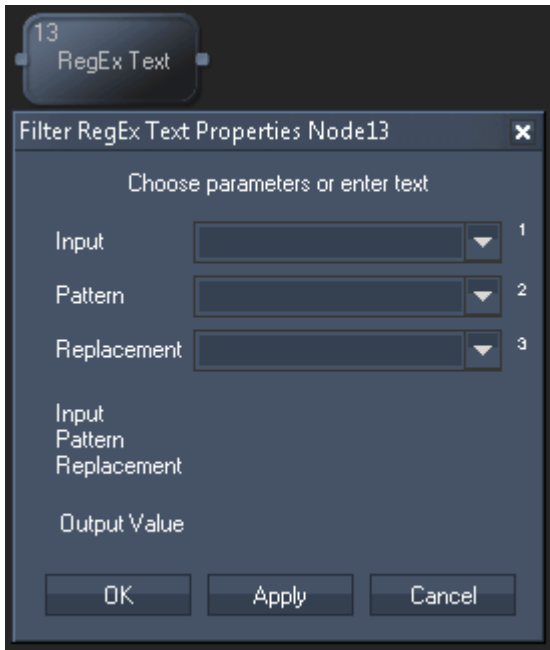 13
RegEx Text
Filter RegEx Text Properties Node13
Choose parameters or enter text
Input 1
Pattern 2
Replacement 3
Input
Pattern
Replacement
Output Value
OK Apply Cancel